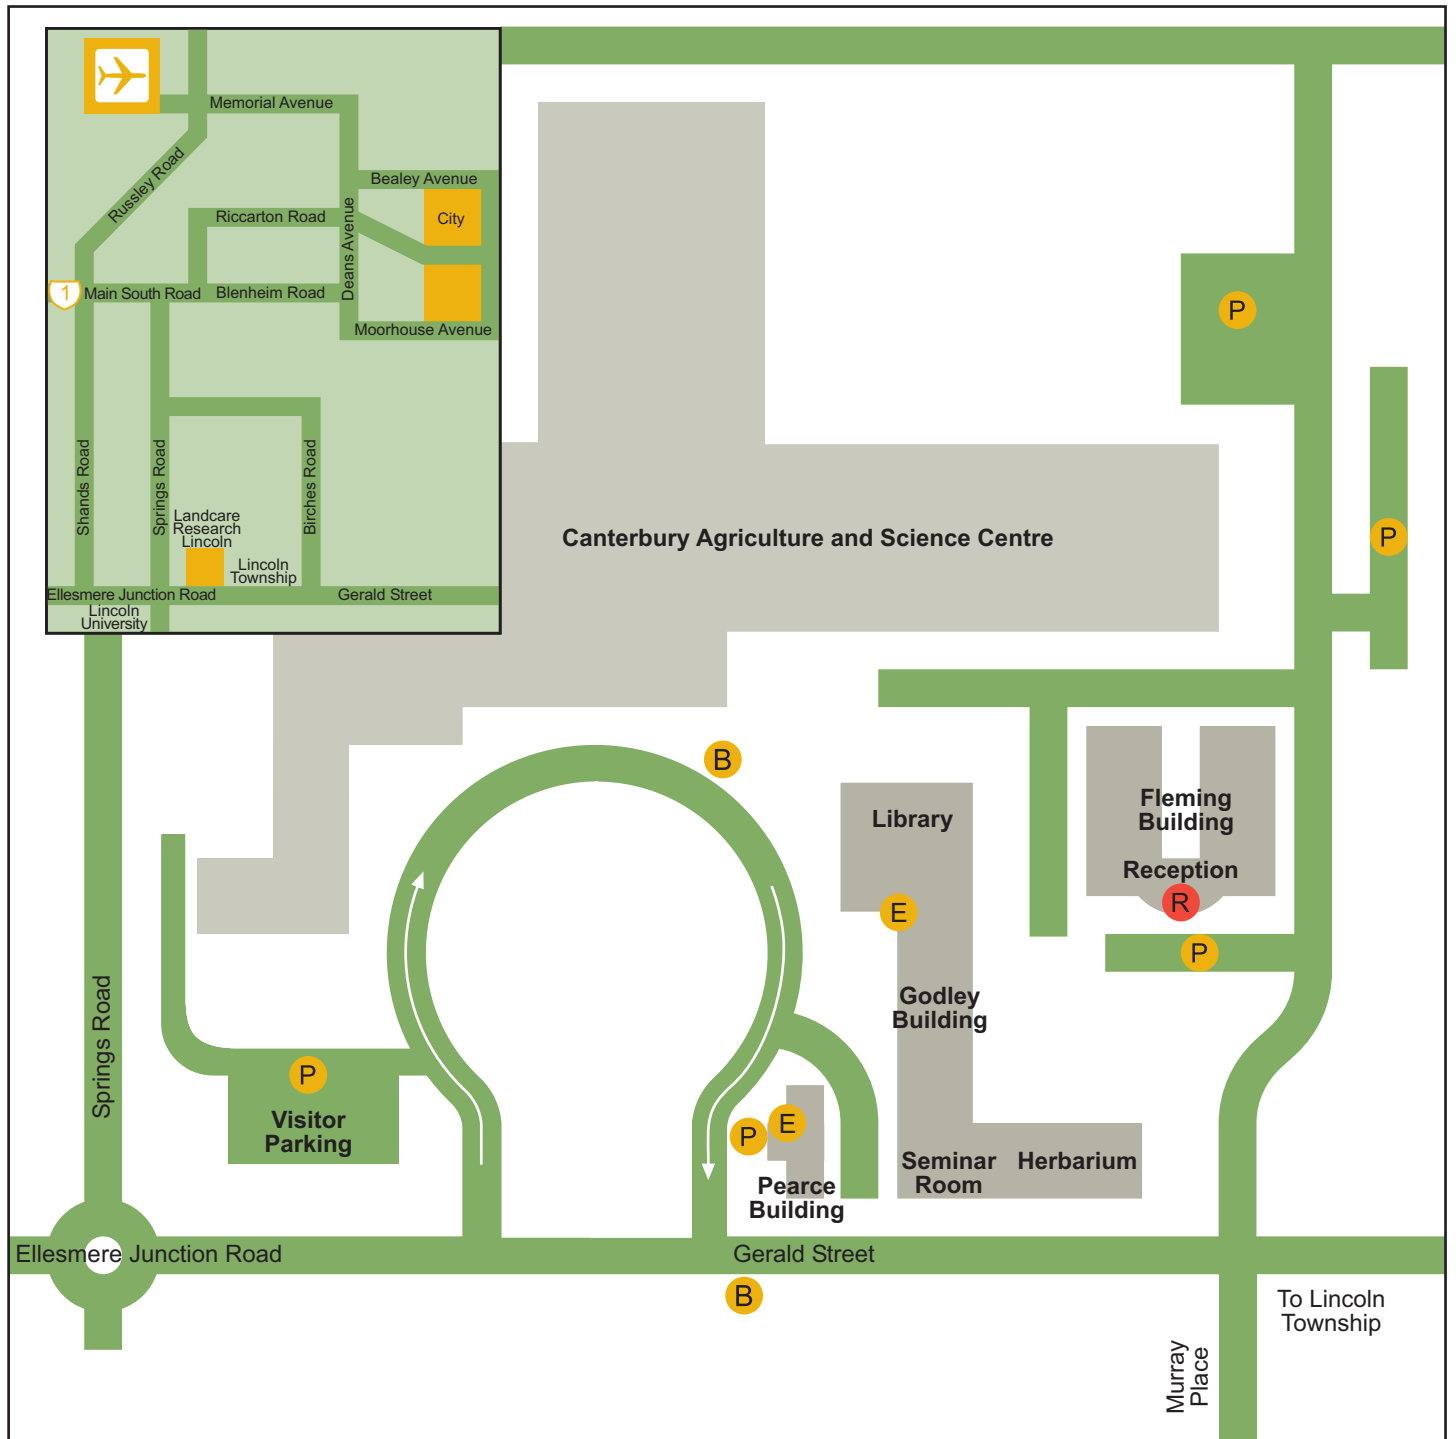 Memorial Avenue
Russley Road
Bealey Avenue
City
Riccarton Road
Deans Avenue
1
Main South Road
Blenheim Road
Moorhouse Avenue
Shands Road
Springs Road
Birches Road
Landcare
Research
Lincoln
Lincoln
Township
Ellesmere Junction Road
Gerald Street
Lincoln
University
P
P
Canterbury Agriculture and Science Centre
B
Library
Fleming
Building
Reception
R
E
P
Godley
Building
Springs Road
P
Visitor
Parking
P
E
Pearce
Building
Seminar
Room
Herbarium
Ellesmere Junction Road
Gerald Street
B
To Lincoln
Township
Murray
Place